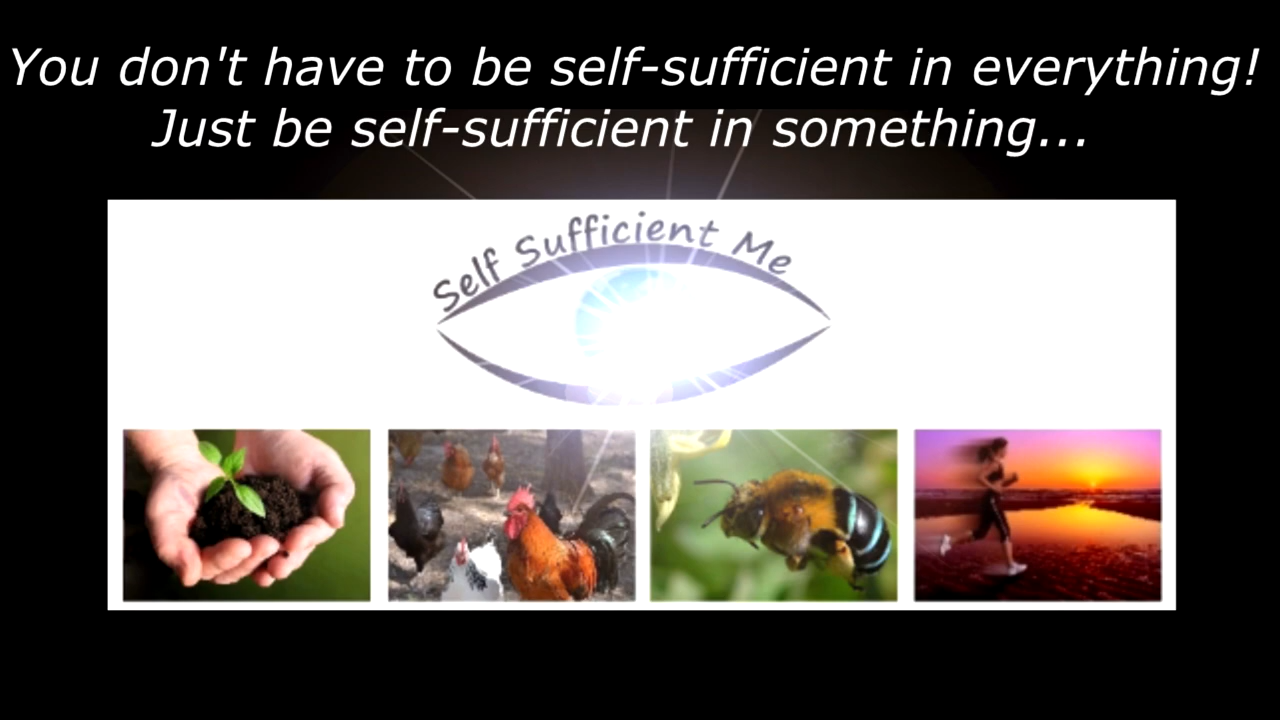 You don't have to be self-sufficient in everything!
Just be self-sufficient in something...
Self Sufficient Me